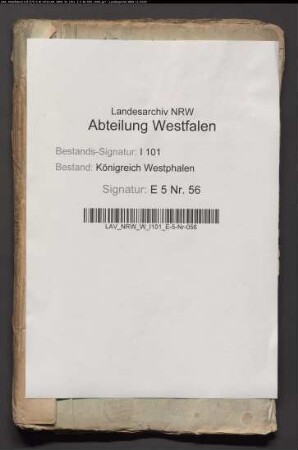 Landesarchiv NRW
Abteilung Westfalen
Bestands-Signatur: I 101
Bestand: Königreich Westphalen
Signatur: E 5 Nr. 56
LAV_NRW_W_I101_E-5-Nr-056